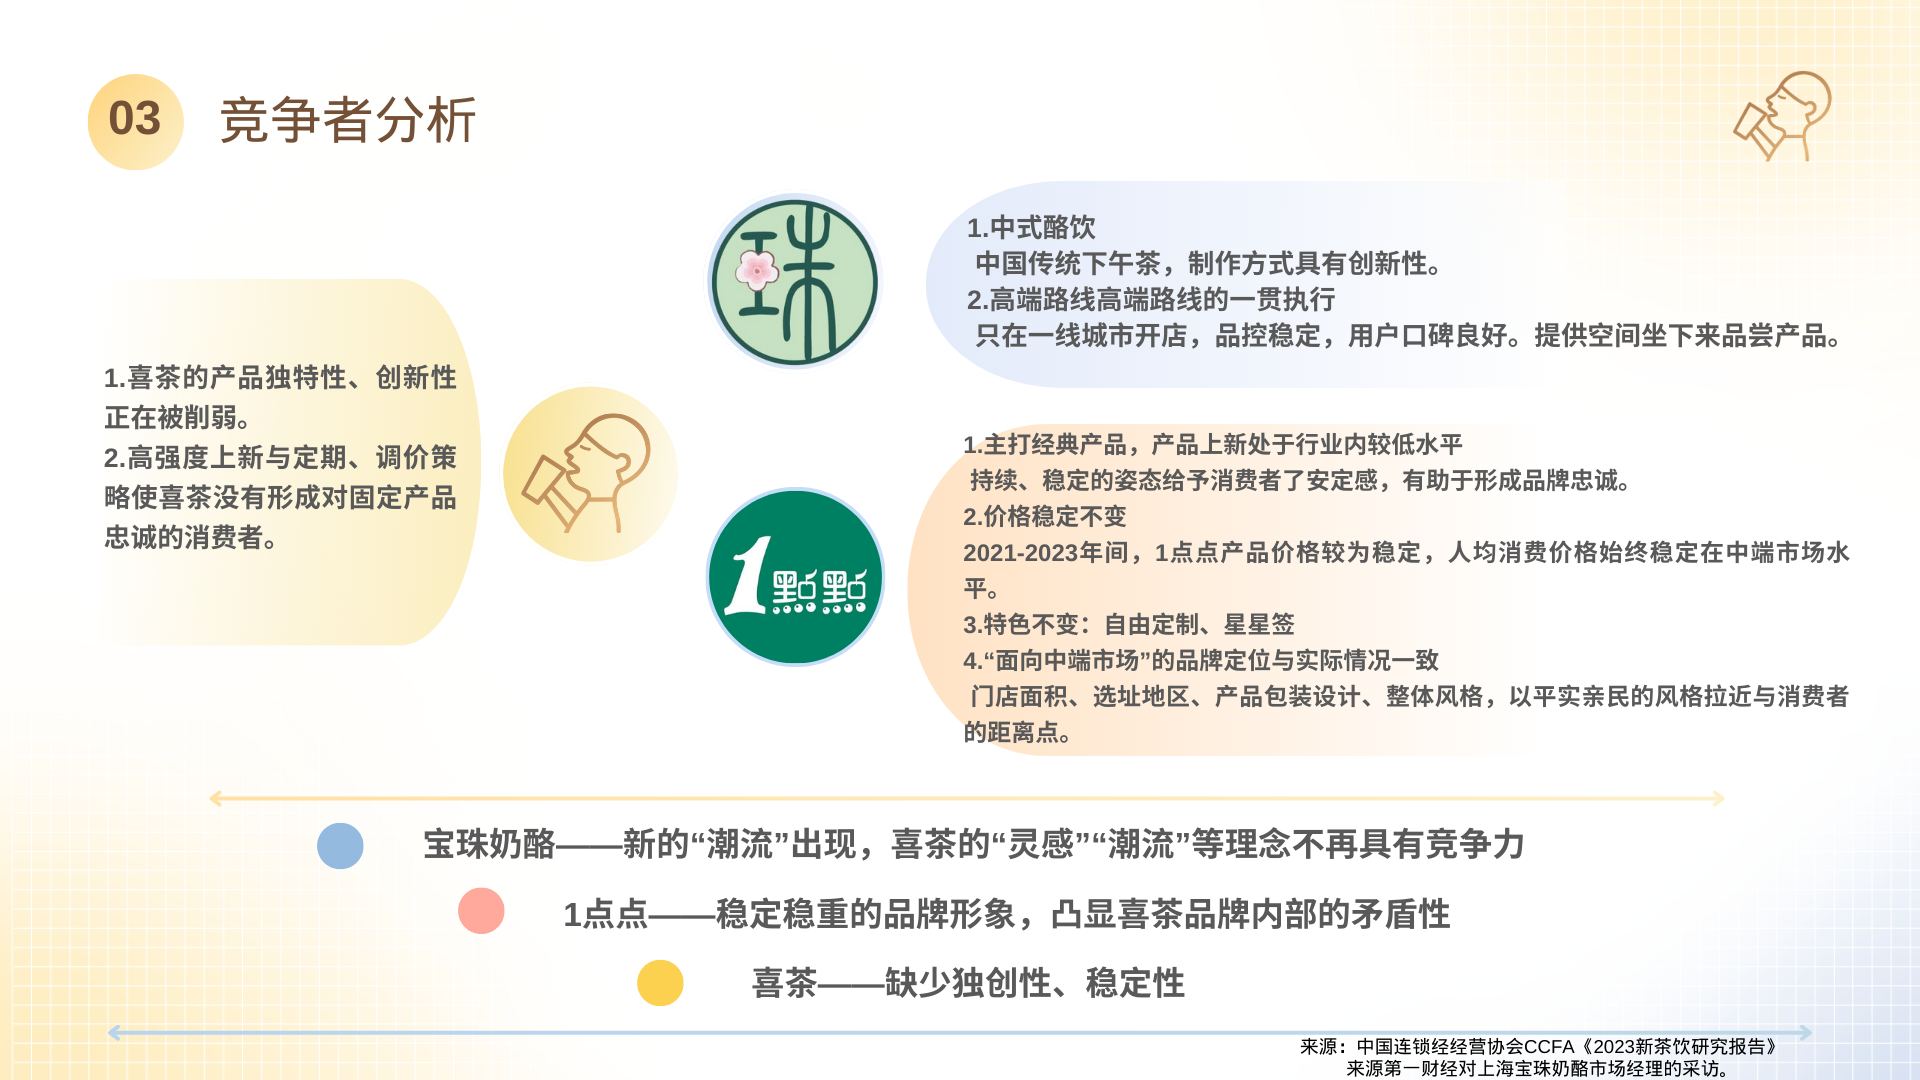 03 竞争者分析
1.喜茶的产品独特性、创新性
正在被削弱。
2.高强度上新与定期、调价策
略使喜茶没有形成对固定产品
忠诚的消费者。
珠
1.中式酪饮
中国传统下午茶，制作方式具有创新性。
2.高端路线高端路线的一贯执行
只在一线城市开店，品控稳定，用户口碑良好。提供空间坐下来品尝产品。
1點點
1.主打经典产品，产品上新处于行业内较低水平
持续、稳定的姿态给予消费者了安定感，有助于形成品牌忠诚。
2.价格稳定不变
2021-2023年间，1点点产品价格较为稳定，人均消费价格始终稳定在中端市场水
平。
3.特色不变：自由定制、星星签
4.“面向中端市场”的品牌定位与实际情况一致
门店面积、选址地区、产品包装设计、整体风格，以平实亲民的风格拉近与消费者
的距离点。
宝珠奶酪——新的“潮流”出现，喜茶的“灵感”“潮流”等理念不再具有竞争力
1点点——稳定稳重的品牌形象，凸显喜茶品牌内部的矛盾性
喜茶——缺少独创性、稳定性
来源：中国连锁经经营协会CCFA《2023新茶饮研究报告》
来源第一财经对上海宝珠奶酪市场经理的采访。